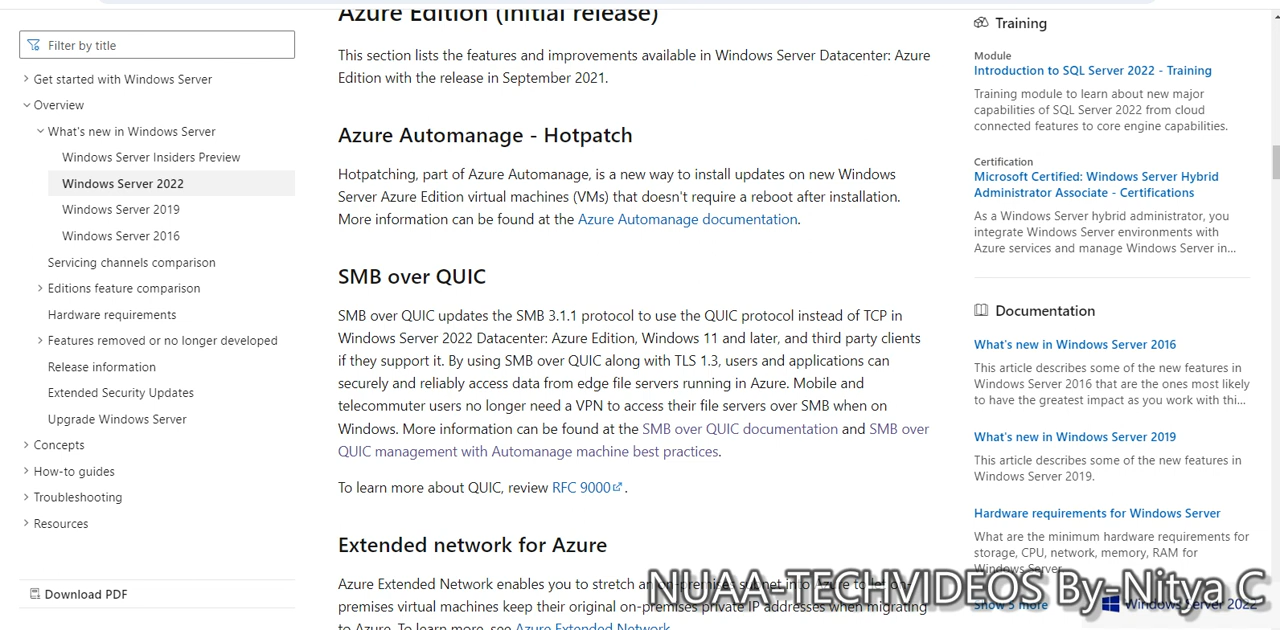 Azure Edition (initial release)
Filter by title
Get started with Windows Server
Overview
What's new in Windows Server
Windows Server Insiders Preview
Windows Server 2022
Windows Server 2019
Windows Server 2016
Servicing channels comparison
Editions feature comparison
Hardware requirements
Features removed or no longer developed
Release information
Extended Security Updates
Upgrade Windows Server
Concepts
How-to guides
Troubleshooting
Resources
Download PDF
This section lists the features and improvements available in Windows Server Datacenter: Azure
Edition with the release in September 2021.
Azure Automanage - Hotpatch
Hotpatching, part of Azure Automanage, is a new way to install updates on new Windows
Server Azure Edition virtual machines (VMs) that doesn't require a reboot after installation.
More information can be found at the Azure Automanage documentation.
SMB over QUIC
SMB over QUIC updates the SMB 3.1.1 protocol to use the QUIC protocol instead of TCP in
Windows Server 2022 Datacenter: Azure Edition, Windows 11 and later, and third party clients
if they support it. By using SMB over QUIC along with TLS 1.3, users and applications can
securely and reliably access data from edge file servers running in Azure. Mobile and
telecommuter users no longer need a VPN to access their file servers over SMB when on
Windows. More information can be found at the SMB over QUIC documentation and SMB over
QUIC management with Automanage machine best practices.
To learn more about QUIC, review RFC 9000.
Extended network for Azure
Azure Extended Network enables you to stretch an on-premises subnet into Azure to let on-
premises virtual machines keep their original on-premises private IP addresses when migrating
to Azure. To learn more, see Azure Extended Network.
Training
Module
Introduction to SQL Server 2022 - Training
Training module to learn about new major
capabilities of SQL Server 2022 from cloud
connected features to core engine capabilities.
Certification
Microsoft Certified: Windows Server Hybrid
Administrator Associate - Certifications
As a Windows Server hybrid administrator, you
integrate Windows Server environments with
Azure services and manage Windows Server in...
Documentation
What's new in Windows Server 2016
This article describes some of the new features in
Windows Server 2016 that are the ones most likely
to have the greatest impact as you work with thi...
What's new in Windows Server 2019
This article describes some of the new features in
Windows Server 2019.
Hardware requirements for Windows Server
What are the minimum hardware requirements for
storage, CPU, network, memory, RAM for
Windows Server
Show 5 more
NUAA-TECHVIDEOS By-Nitya C
Windows Server 2022